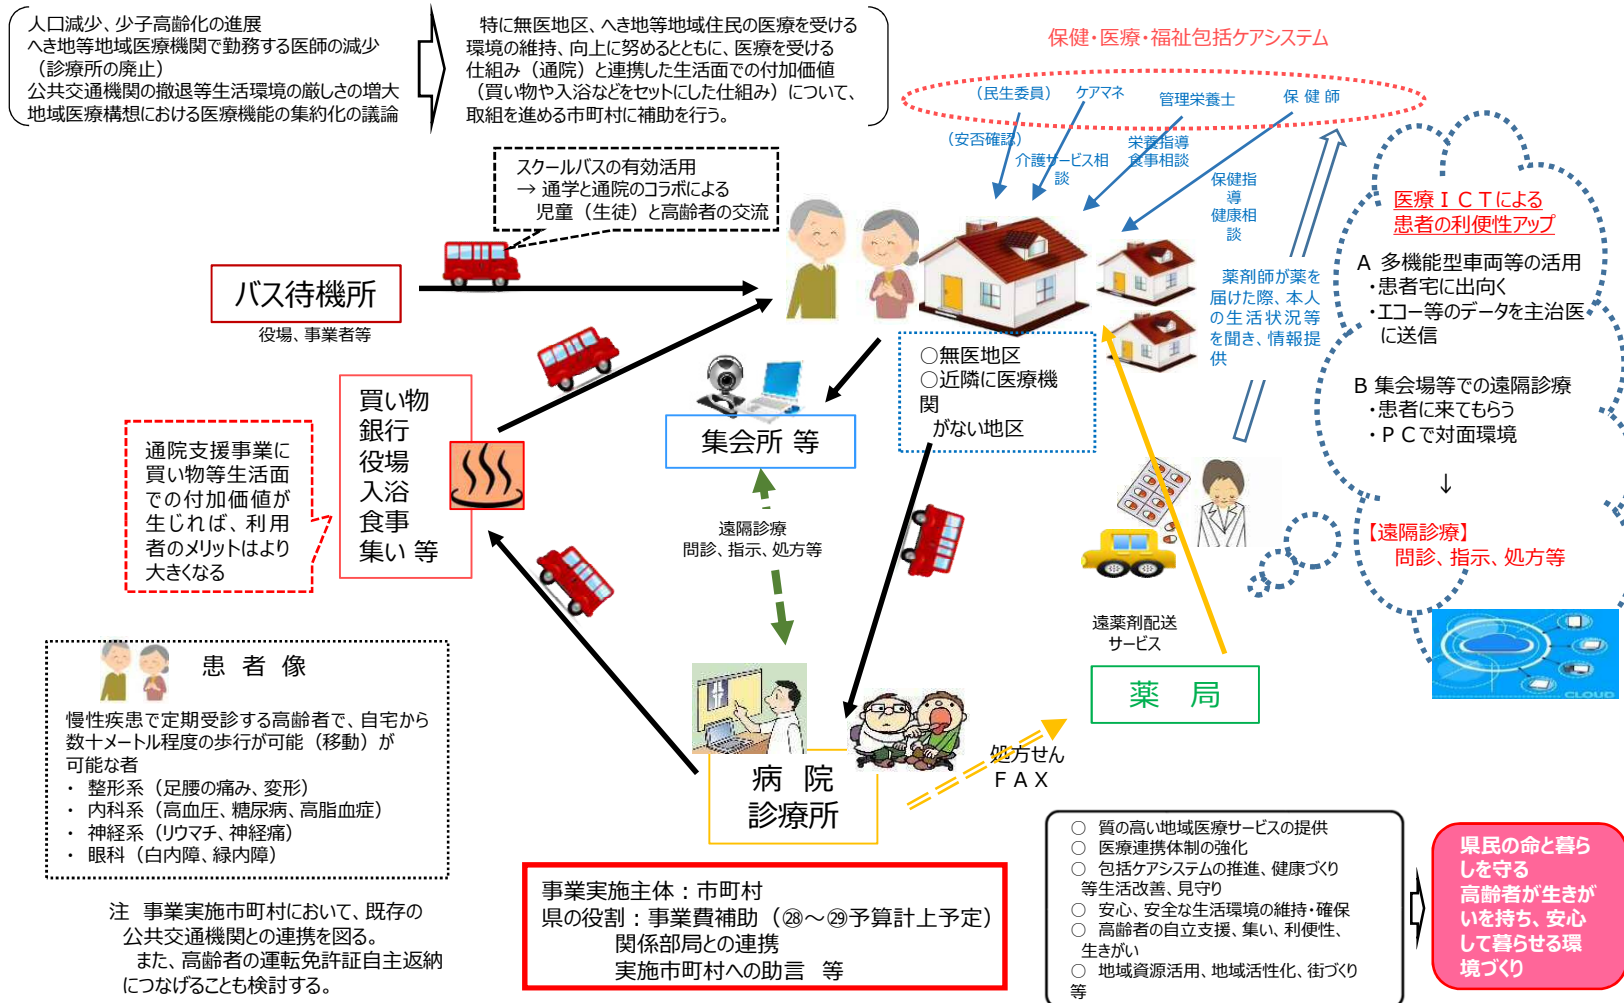 人口減少、少子高齢化の進展
へき地等地域医療機関で勤務する医師の減少
（診療所の廃止）
公共交通機関の撤退等生活環境の厳しさの増大
地域医療構想における医療機能の集約化の議論
特に無医地区、へき地等地域住民の医療を受ける
環境の維持、向上に努めるとともに、医療を受ける
仕組み（通院）と連携した生活面での付加価値
（買い物や入浴などをセットにした仕組み）について、
取組を進める市町村に補助を行う。
保健・医療・福祉包括ケアシステム
（民生委員）
ケアマネ
管理栄養士
保 健 師
（安否確認）
介護サービス相
談
栄養指導
食事相談
保健指
導
健康相
談
スクールバスの有効活用
→ 通学と通院のコラボによる
児童（生徒）と高齢者の交流
バス待機所
役場、事業者等
薬剤師が薬を
届けた際、本人
の生活状況等
を聞き、情報提
供
医療ＩＣＴによる
患者の利便性アップ
A 多機能型車両等の活用
・患者宅に出向く
・エコー等のデータを主治医
に送信
B 集会場等での遠隔診療
・患者に来てもらう
・ＰＣで対面環境
↓
【遠隔診療】
問診、指示、処方等
CLOUD
○無医地区
○近隣に医療機
関
がない地区
集会所 等
買い物
銀行
役場
入浴
食事
集い 等
通院支援事業に
買い物等生活面
での付加価値が
生じれば、利用
者のメリットはより
大きくなる
遠隔診療
問診、指示、処方等
遠薬剤配送
サービス
薬 局
患 者 像
慢性疾患で定期受診する高齢者で、自宅から
数十メートル程度の歩行が可能（移動）が
可能な者
・ 整形系（足腰の痛み、変形）
・ 内科系（高血圧、糖尿病、高脂血症）
・ 神経系（リウマチ、神経痛）
・ 眼科（白内障、緑内障）
病 院
診療所
処方せん
ＦＡＸ
注 事業実施市町村において、既存の
公共交通機関との連携を図る。
また、高齢者の運転免許証自主返納
につなげることも検討する。
事業実施主体：市町村
県の役割：事業費補助（㉘～㉙予算計上予定）
関係部局との連携
実施市町村への助言 等
○ 質の高い地域医療サービスの提供
○ 医療連携体制の強化
○ 包括ケアシステムの推進、健康づくり
等生活改善、見守り
○ 安心、安全な生活環境の維持・確保
○ 高齢者の自立支援、集い、利便性、
生きがい
○ 地域資源活用、地域活性化、街づくり
等
県民の命と暮ら
しを守る
高齢者が生きが
いを持ち、安心
して暮らせる環
境づくり